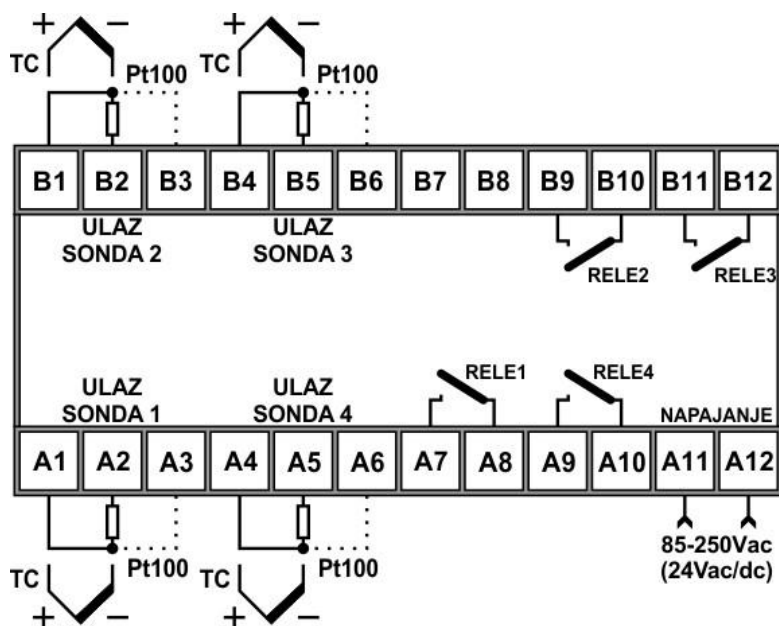 + − + −
TC Pt100 TC Pt100
B1 B2 B3 B4 B5 B6 B7 B8 B9 B10 B11 B12
ULAZ
SONDA 2
ULAZ
SONDA 3
RELE2
RELE3
ULAZ
SONDA 1
ULAZ
SONDA 4
RELE1
RELE4
NAPAJANJE
A1 A2 A3 A4 A5 A6 A7 A8 A9 A10 A11 A12
TC Pt100 TC Pt100
+ − + −
85-250Vac
(24Vac/dc)